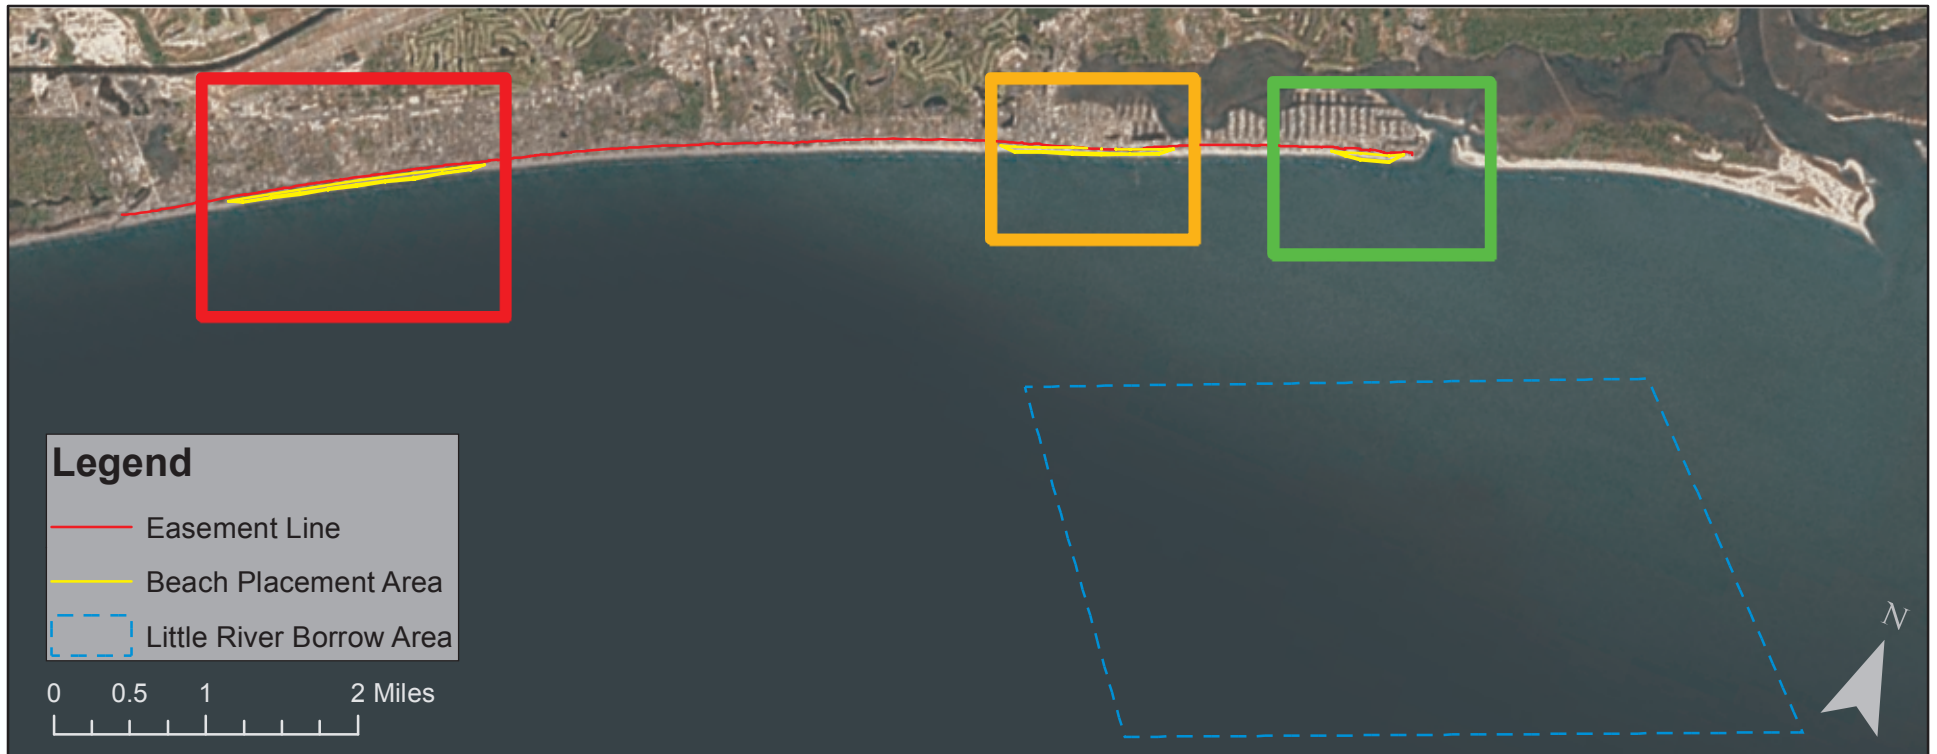 Legend
Easement Line
Beach Placement Area
Little River Borrow Area
0 0.5 1 2 Miles
N